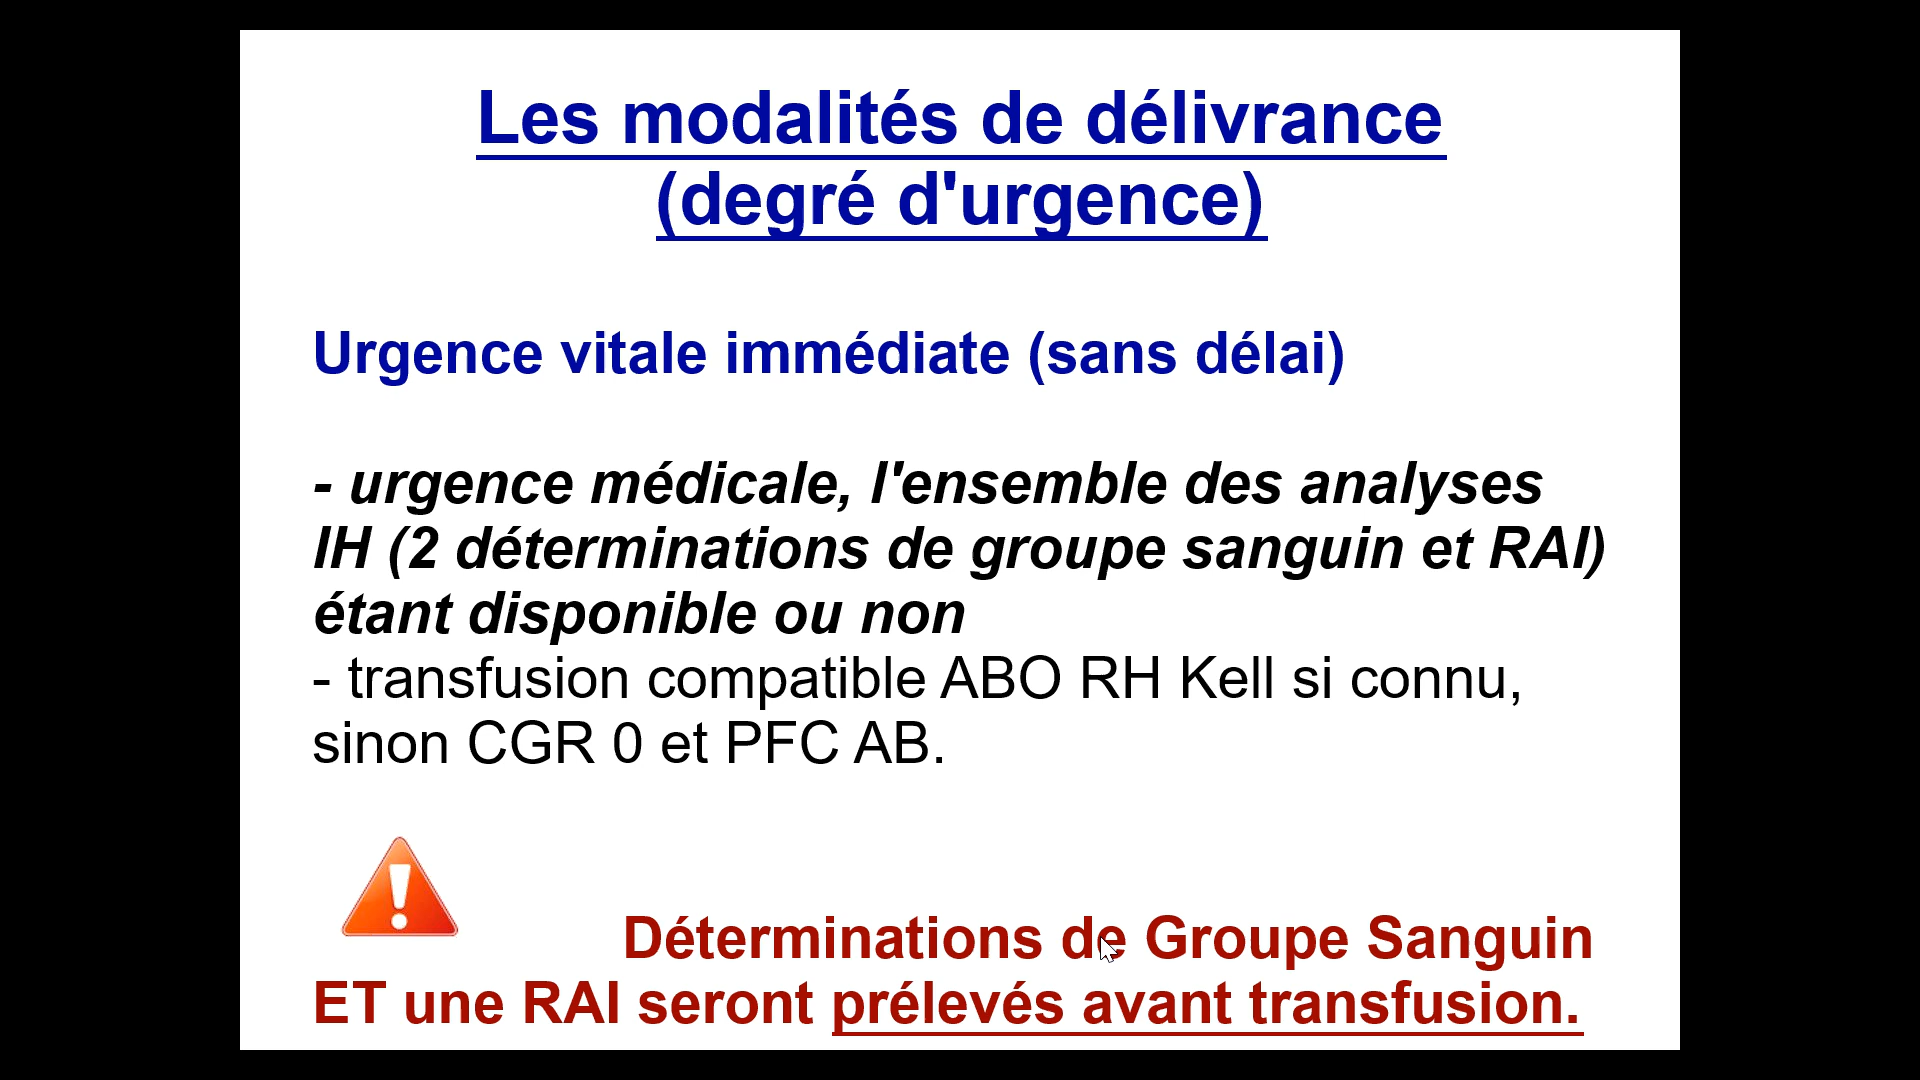 Les modalités de délivrance
(degré d'urgence)
Urgence vitale immédiate (sans délai)
- urgence médicale, l'ensemble des analyses
IH (2 déterminations de groupe sanguin et RAI)
étant disponible ou non
- transfusion compatible ABO RH Kell si connu,
sinon CGR 0 et PFC AB.
Déterminations de Groupe Sanguin
ET une RAI seront prélevés avant transfusion.